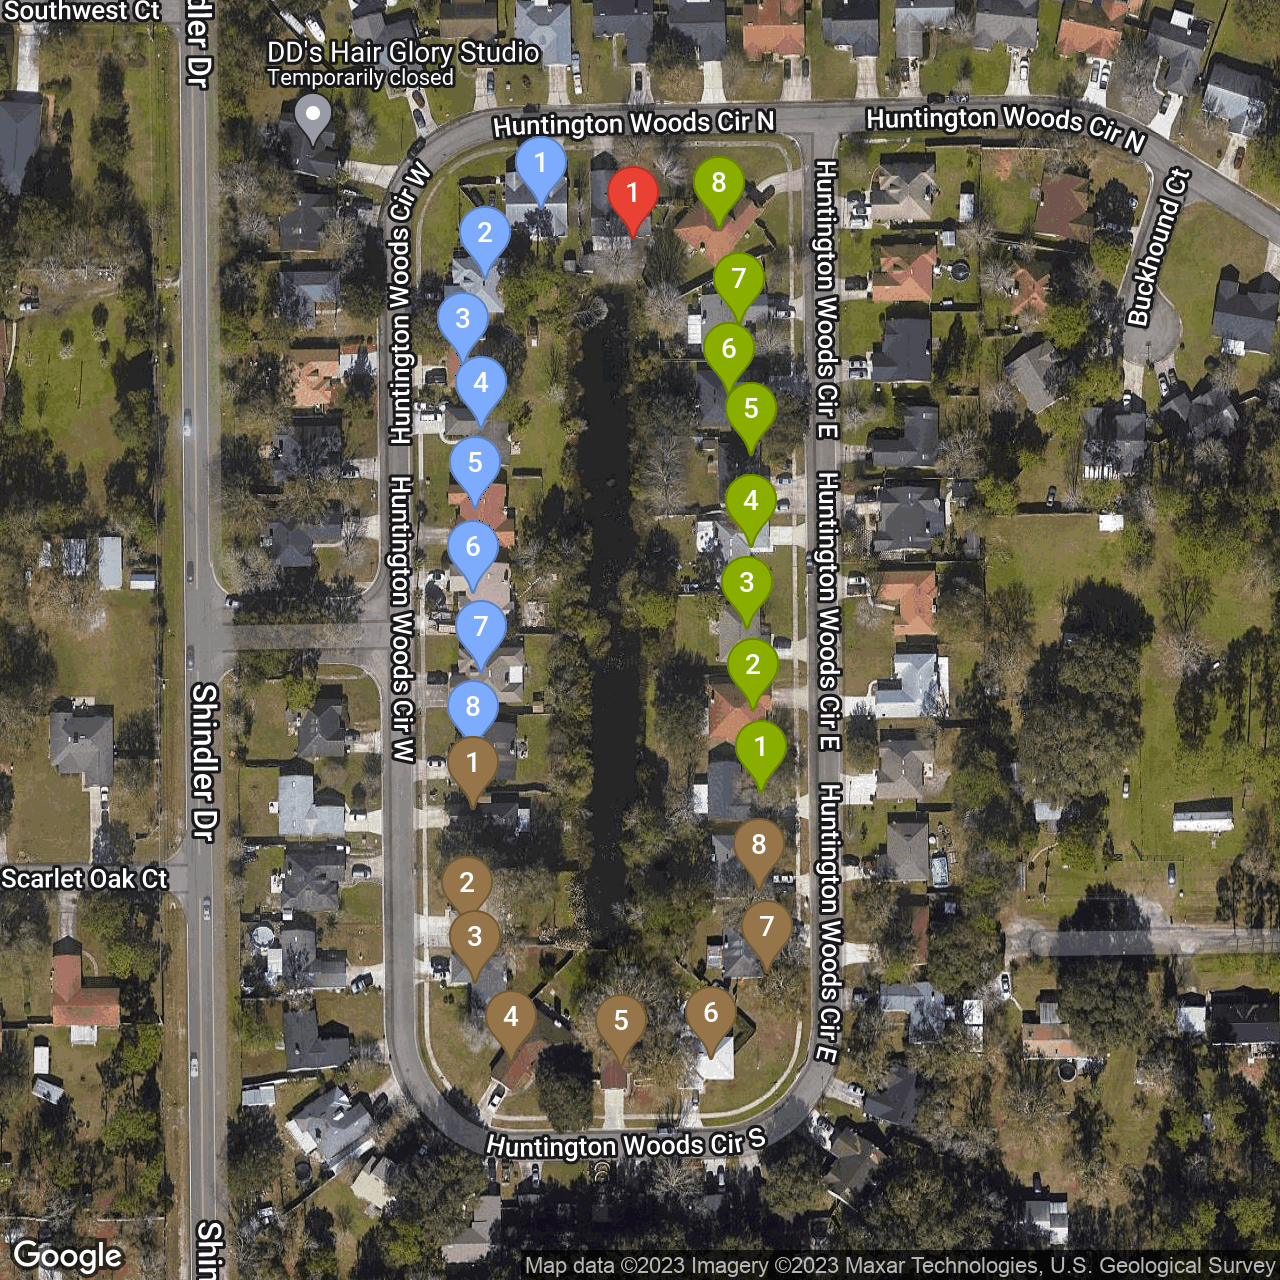 Southwest Ct
dler Dr
DD's Hair Glory Studio
Temporarily closed
Huntington Woods Cir N
Huntington Woods Cir N
Buckhound Ct
Huntington Woods Cir W
Huntington Woods Cir E
1
1
8
2
7
3
6
4
5
5
4
Huntington Woods Cir W
Huntington Woods Cir E
6
3
7
2
8
1
1
Shindler Dr
Huntington Woods Cir E
8
Scarlet Oak Ct
2
3
7
4
5
6
Huntington Woods Cir S
Shin
Google
Map data ©2023 Imagery ©2023 Maxar Technologies, U.S. Geological Survey